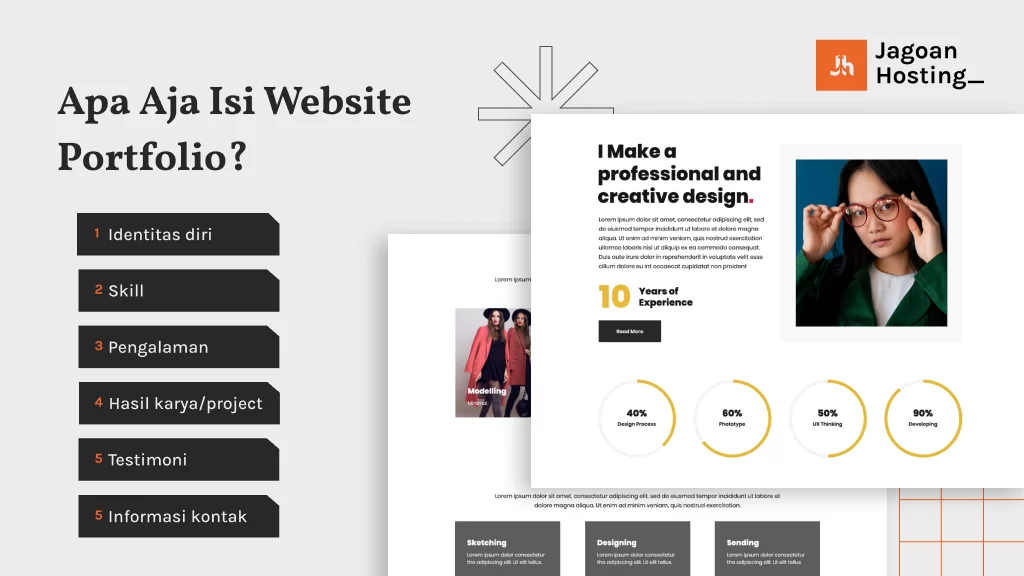 Jh
Jagoan
Hosting_
Apa Aja Isi Website
Portfolio?
1 Identitas diri
2 Skill
3 Pengalaman
4 Hasil karya/project
5 Testimoni
5 Informasi kontak
I Make a
professional and
creative design.
Lorem ipsum dolor sit amet, consectetur adipiscing elit, sed
do eiusmod tempor incididunt ut labore et dolore magna
aliqua. Ut enim ad minim veniam, quis nostrud exercitation
ullamco laboris nisi ut aliquip ex ea commodo consequat.
Duis aute irure dolor in reprehenderit in voluptate velit esse
cillum dolore eu int occaecat cupidatat non proident
10 Years of
Experience
Read More
40%
Design Process
60%
Phototype
50%
UX Thinking
90%
Developing
Lorem ipsum
Modelling
Minimal
Lorem ipsum dolor sit amet, consectetur adipiscing elit, sed do eiusmod tempor incididunt ut labore et
dolore magna aliqua. Ut enim ad minim veniam, quis nostrud exercitation.
Sketching
Lorem ipsum dolor consectetur
the adipiscing elit. Ut elit tellus.
Designing
Lorem ipsum dolor consectetur
the adipiscing elit. Ut elit tellus.
Sending
Lorem ipsum dolor consectetur
the adipiscing elit. Ut elit tellus.